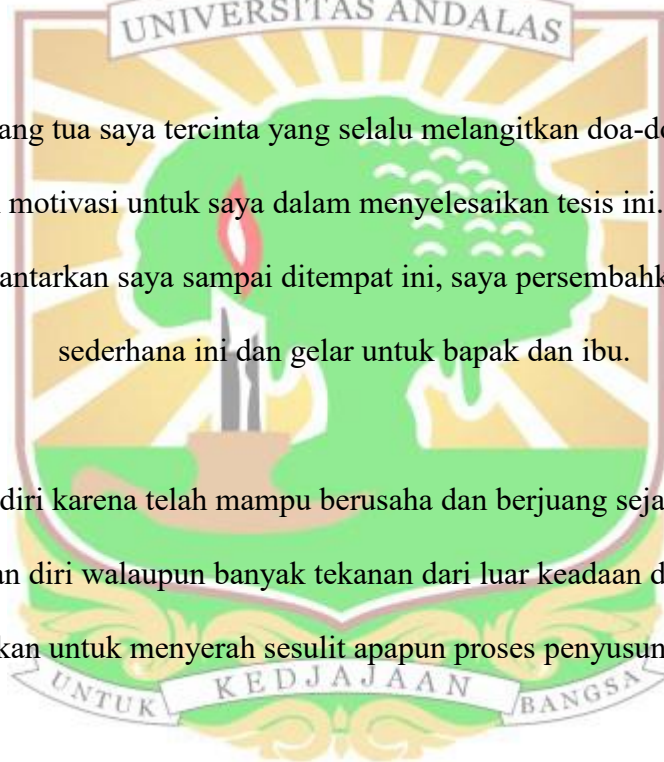 UNIVERSITAS ANDALAS
ang tua saya tercinta yang selalu melangitkan doa-do
motivasi untuk saya dalam menyelesaikan tesis ini.
antarkan saya sampai ditempat ini, saya persembahk
sederhana ini dan gelar untuk bapak dan ibu.
diri karena telah mampu berusaha dan berjuang seja
an diri walaupun banyak tekanan dari luar keadaan d
kan untuk menyerah sesulit apapun proses penyusun
UNTUK KEDJAJAAN BANGSA